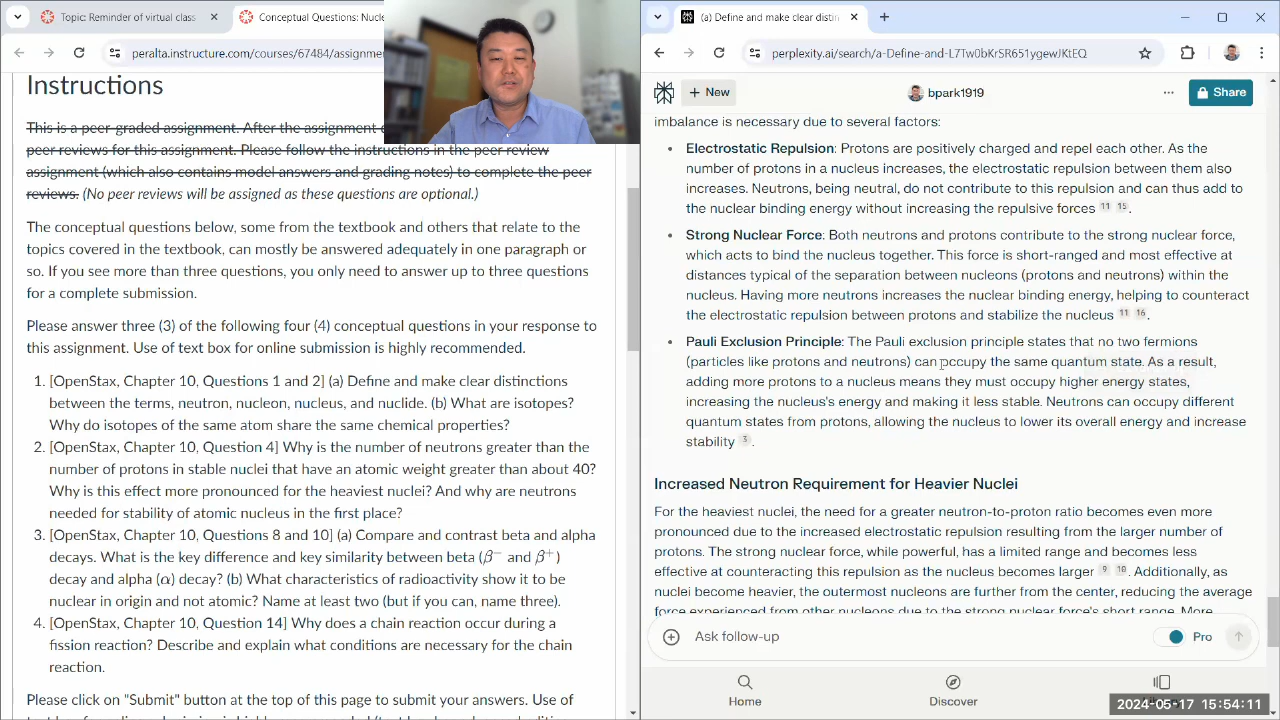 Topic: Reminder of virtual class
Conceptual Questions: Nucle
peralta.instructure.com/courses/67484/assignme
Instructions
This is a peer-graded assignment. After the assignment
peer reviews for this assignment. Please follow the instructions in the peer review
assignment (which also contains model answers and grading notes) to complete the peer
reviews. (No peer reviews will be assigned as these questions are optional.)
The conceptual questions below, some from the textbook and others that relate to the
topics covered in the textbook, can mostly be answered adequately in one paragraph or
so. If you see more than three questions, you only need to answer up to three questions
for a complete submission.
Please answer three (3) of the following four (4) conceptual questions in your response to
this assignment. Use of text box for online submission is highly recommended.
1. [OpenStax, Chapter 10, Questions 1 and 2] (a) Define and make clear distinctions
between the terms, neutron, nucleon, nucleus, and nuclide. (b) What are isotopes?
Why do isotopes of the same atom share the same chemical properties?
2. [OpenStax, Chapter 10, Question 4] Why is the number of neutrons greater than the
number of protons in stable nuclei that have an atomic weight greater than about 40?
Why is this effect more pronounced for the heaviest nuclei? And why are neutrons
needed for stability of atomic nucleus in the first place?
3. [OpenStax, Chapter 10, Questions 8 and 10] (a) Compare and contrast beta and alpha
decays. What is the key difference and key similarity between beta (β⁻ and β⁺)
decay and alpha (α) decay? (b) What characteristics of radioactivity show it to be
nuclear in origin and not atomic? Name at least two (but if you can, name three).
4. [OpenStax, Chapter 10, Question 14] Why does a chain reaction occur during a
fission reaction? Describe and explain what conditions are necessary for the chain
reaction.
Please click on "Submit" button at the top of this page to submit your answers. Use of
(a) Define and make clear distin
perplexity.ai/search/a-Define-and-L7Tw0bKrSR651ygewJKtEQ
New
bpark1919
Share
imbalance is necessary due to several factors:
• Electrostatic Repulsion: Protons are positively charged and repel each other. As the
number of protons in a nucleus increases, the electrostatic repulsion between them also
increases. Neutrons, being neutral, do not contribute to this repulsion and can thus add to
the nuclear binding energy without increasing the repulsive forces 11 15.
• Strong Nuclear Force: Both neutrons and protons contribute to the strong nuclear force,
which acts to bind the nucleus together. This force is short-ranged and most effective at
distances typical of the separation between nucleons (protons and neutrons) within the
nucleus. Having more neutrons increases the nuclear binding energy, helping to counteract
the electrostatic repulsion between protons and stabilize the nucleus 11 16.
• Pauli Exclusion Principle: The Pauli exclusion principle states that no two fermions
(particles like protons and neutrons) can occupy the same quantum state. As a result,
adding more protons to a nucleus means they must occupy higher energy states,
increasing the nucleus's energy and making it less stable. Neutrons can occupy different
quantum states from protons, allowing the nucleus to lower its overall energy and increase
stability 3.
Increased Neutron Requirement for Heavier Nuclei
For the heaviest nuclei, the need for a greater neutron-to-proton ratio becomes even more
pronounced due to the increased electrostatic repulsion resulting from the larger number of
protons. The strong nuclear force, while powerful, has a limited range and becomes less
effective at counteracting this repulsion as the nucleus becomes larger 9 10. Additionally, as
nuclei become heavier, the outermost nucleons are further from the center, reducing the average
force experienced from other nucleons due to the strong nuclear force's short range. More
Ask follow-up
Pro
Home
Discover
2024-05-17 15:54:11